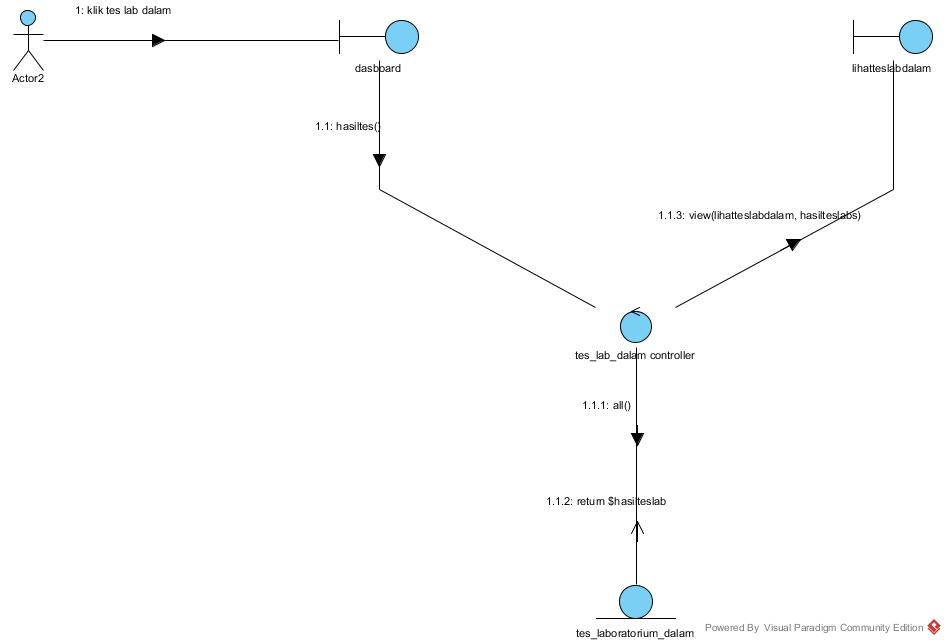 1: klik tes lab dalam
Actor2
dasboard
lihatteslabdalam
1.1: hasiltes()
1.1.3: view(lihatteslabdalam, hasilteslabs)
tes_lab_dalam controller
1.1.1: all()
1.1.2: return $hasilteslab
tes_laboratorium_dalam
Powered By Visual Paradigm Community Edition